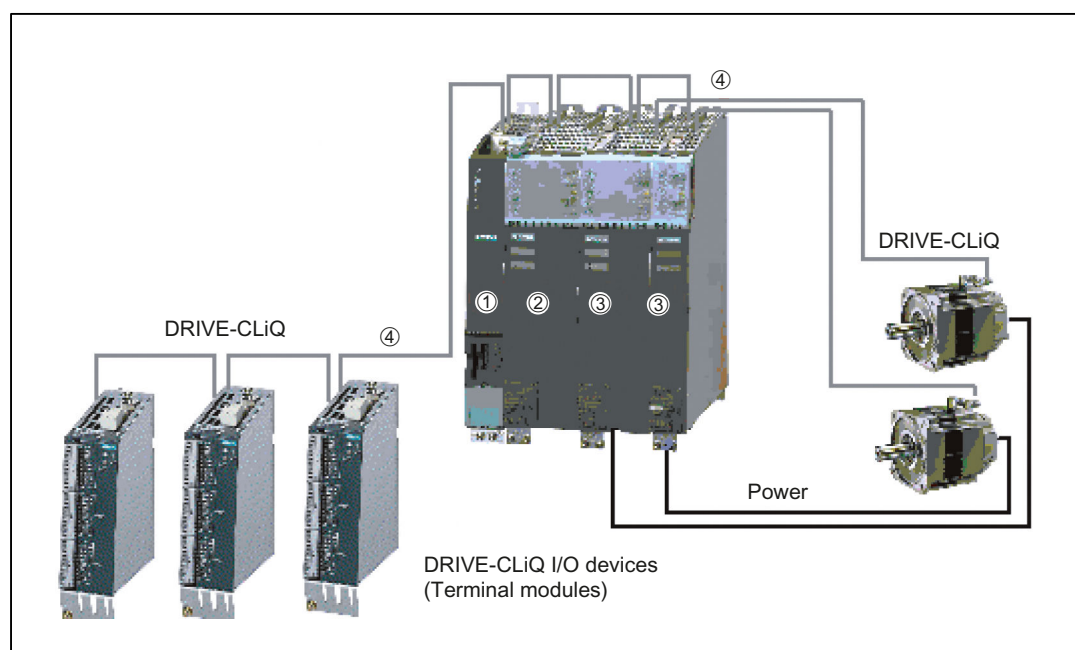 ④
DRIVE-CLiQ
①
②
③
③
DRIVE-CLiQ
④
Power
DRIVE-CLiQ I/O devices
(Terminal modules)